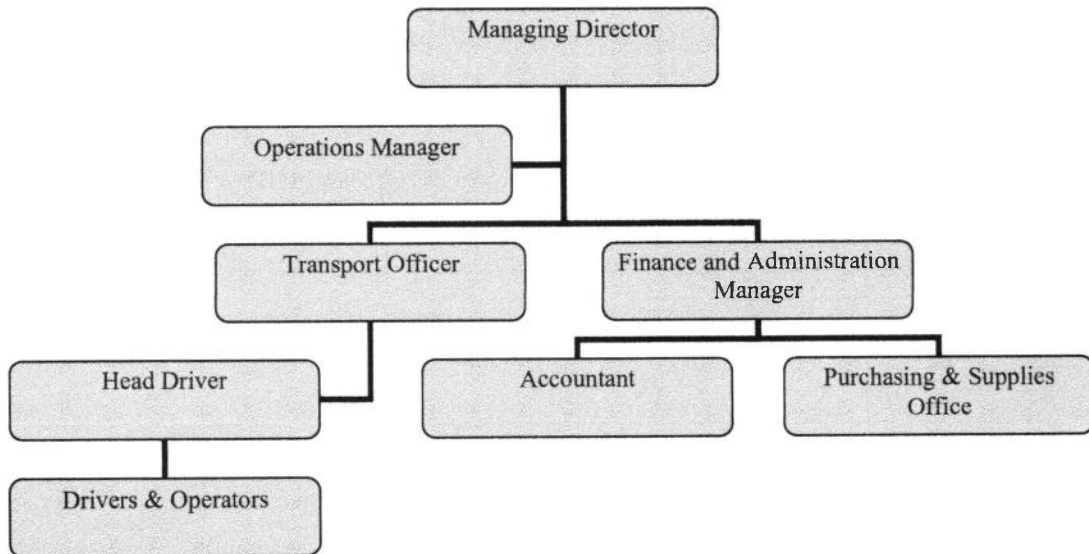 Managing Director
Operations Manager
Transport Officer
Finance and Administration
Manager
Head Driver
Accountant
Purchasing & Supplies
Office
Drivers & Operators